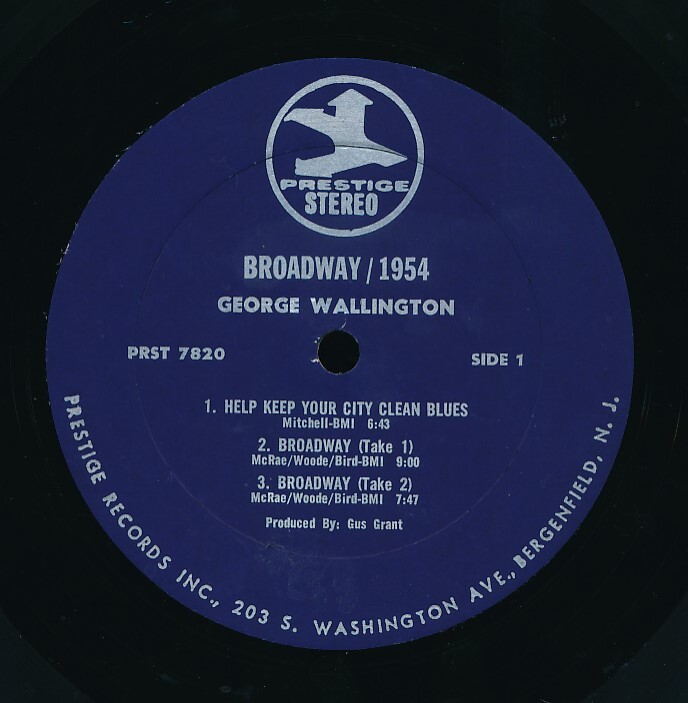 PRESTIGE
STEREO
BROADWAY / 1954
GEORGE WALLINGTON
PRST 7820
SIDE 1
1. HELP KEEP YOUR CITY CLEAN BLUES
Mitchell-BMI 6:43
2. BROADWAY (Take 1)
McRae/Woode/Bird-BMI 9:00
3. BROADWAY (Take 2)
McRae/Woode/Bird-BMI 7:47
Produced By: Gus Grant
PRESTIGE RECORDS INC., 203 S. WASHINGTON AVE., BERGENFIELD, N. J.